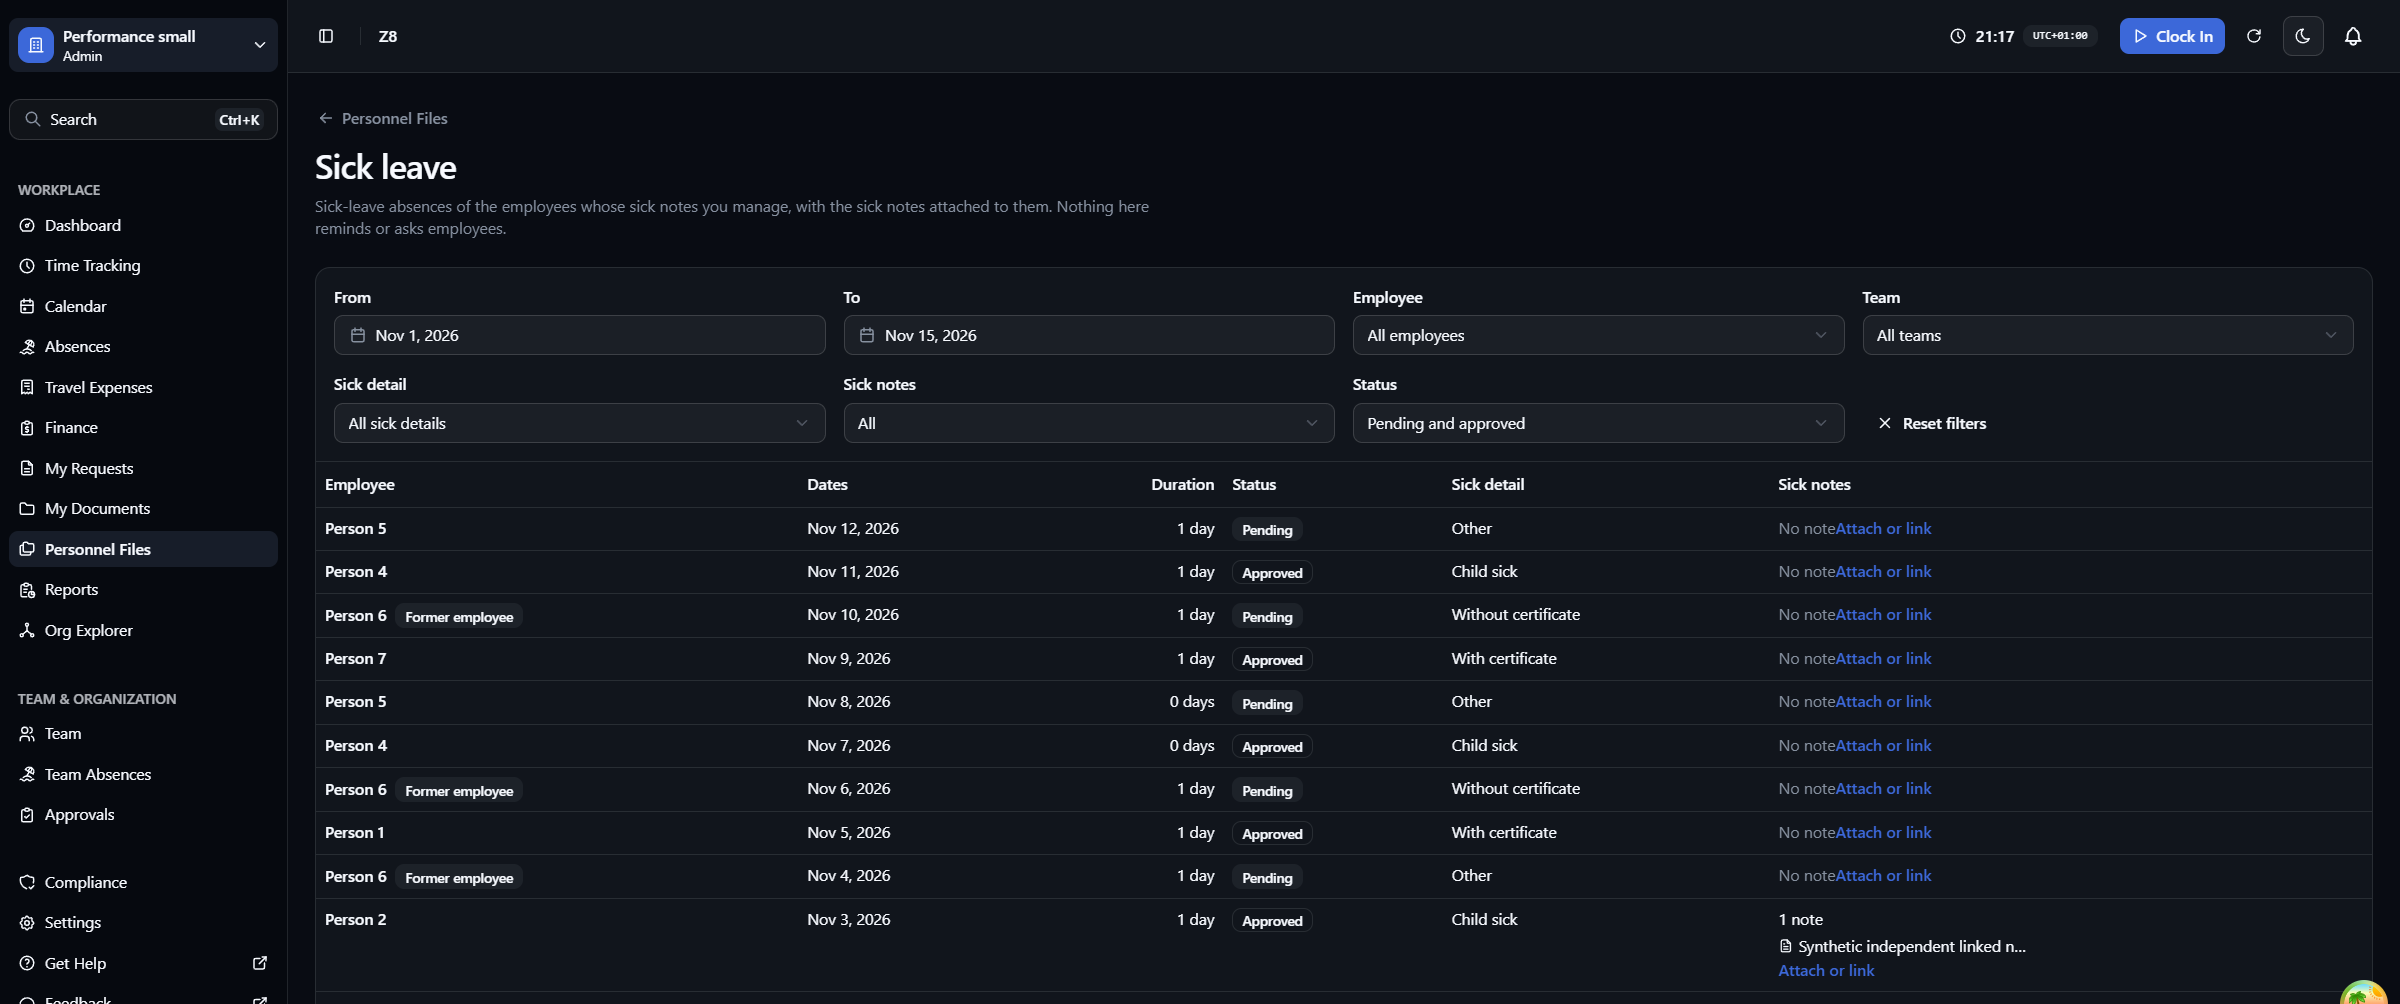 Performance small
Admin
Search
Ctrl+K
WORKPLACE
Dashboard
Time Tracking
Calendar
Absences
Travel Expenses
Finance
My Requests
My Documents
Personnel Files
Reports
Org Explorer
TEAM & ORGANIZATION
Team
Team Absences
Approvals
Compliance
Settings
Get Help
Feedback
Z8
21:17 UTC+01:00 Clock In
Personnel Files
Sick leave
Sick-leave absences of the employees whose sick notes you manage, with the sick notes attached to them. Nothing here
reminds or asks employees.
From To Employee Team
Nov 1, 2026 Nov 15, 2026 All employees All teams
Sick detail Sick notes Status
All sick details All Pending and approved Reset filters
Employee Dates Duration Status Sick detail Sick notes
Person 5 Nov 12, 2026 1 day Pending Other No noteAttach or link
Person 4 Nov 11, 2026 1 day Approved Child sick No noteAttach or link
Person 6 Former employee Nov 10, 2026 1 day Pending Without certificate No noteAttach or link
Person 7 Nov 9, 2026 1 day Approved With certificate No noteAttach or link
Person 5 Nov 8, 2026 0 days Pending Other No noteAttach or link
Person 4 Nov 7, 2026 0 days Approved Child sick No noteAttach or link
Person 6 Former employee Nov 6, 2026 1 day Pending Without certificate No noteAttach or link
Person 1 Nov 5, 2026 1 day Approved With certificate No noteAttach or link
Person 6 Former employee Nov 4, 2026 1 day Pending Other No noteAttach or link
Person 2 Nov 3, 2026 1 day Approved Child sick 1 note
Synthetic independent linked n...
Attach or link